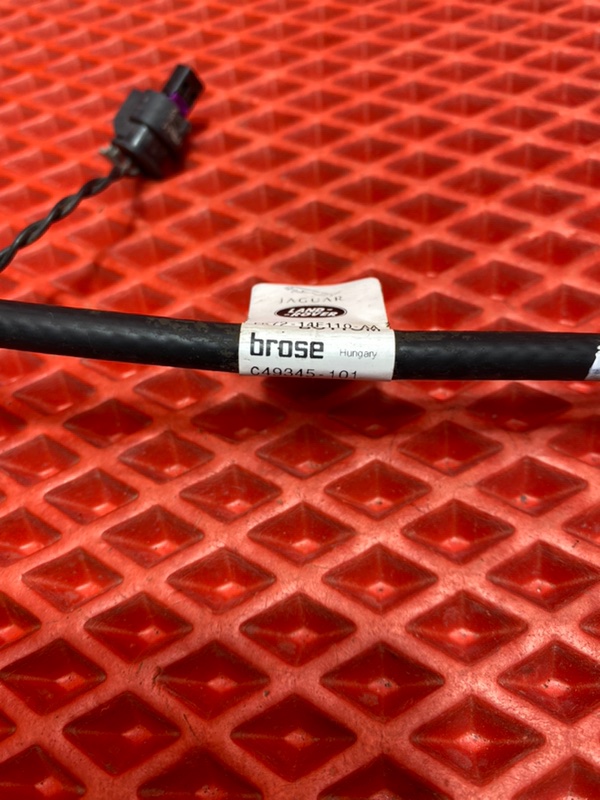 JAGUAR
LAND-
ROVER
brose Hungary
C49345-101